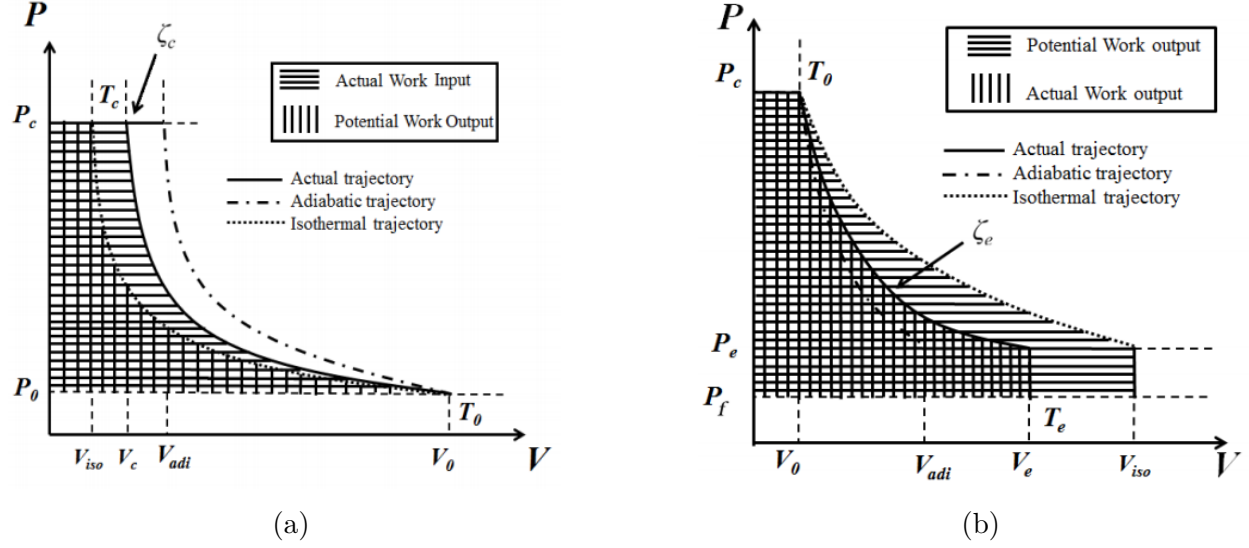 P
ζc
Tc
Actual Work Input
Potential Work Output
Pc
Actual trajectory
Adiabatic trajectory
Isothermal trajectory
P0
T0
Viso
Vc
Vadi
V0
V
(a)
P
Potential Work output
Actual Work output
Pc
T0
Actual trajectory
Adiabatic trajectory
Isothermal trajectory
ζe
Pe
Pf
Te
V0
Vadi
Ve
Viso
V
(b)